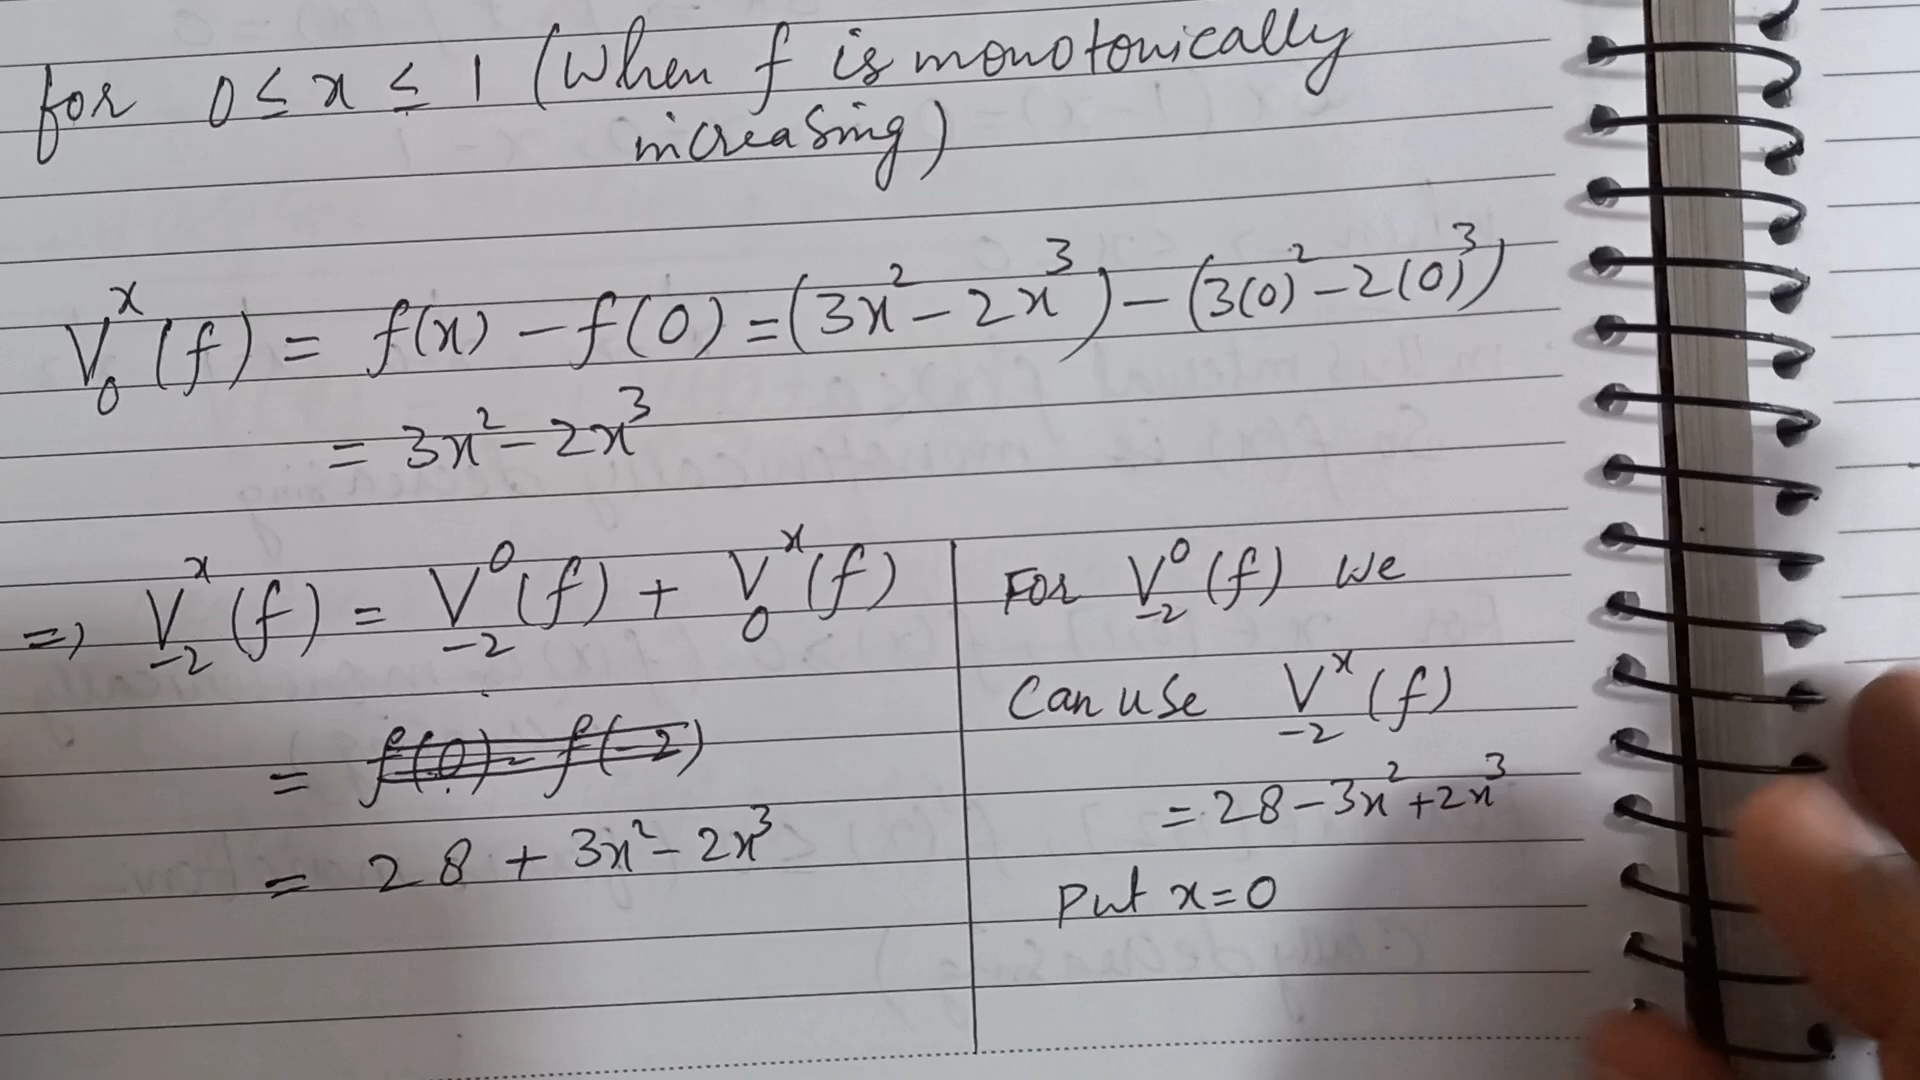 for 0 ≤ x ≤ 1 (When f is monotonically
increasing)
V₀ˣ(f) = f(x) − f(0) = (3x² − 2x³) − (3(0)² − 2(0)³)
= 3x² − 2x³
⇒ V₋₂ˣ(f) = V₋₂⁰(f) + V₀ˣ(f)
= ~~f(0) − f(−2)~~
= 28 + 3x² − 2x³
For V₋₂⁰(f) we
Can use V₋₂ˣ(f)
= 28 − 3x² + 2x³
Put x = 0